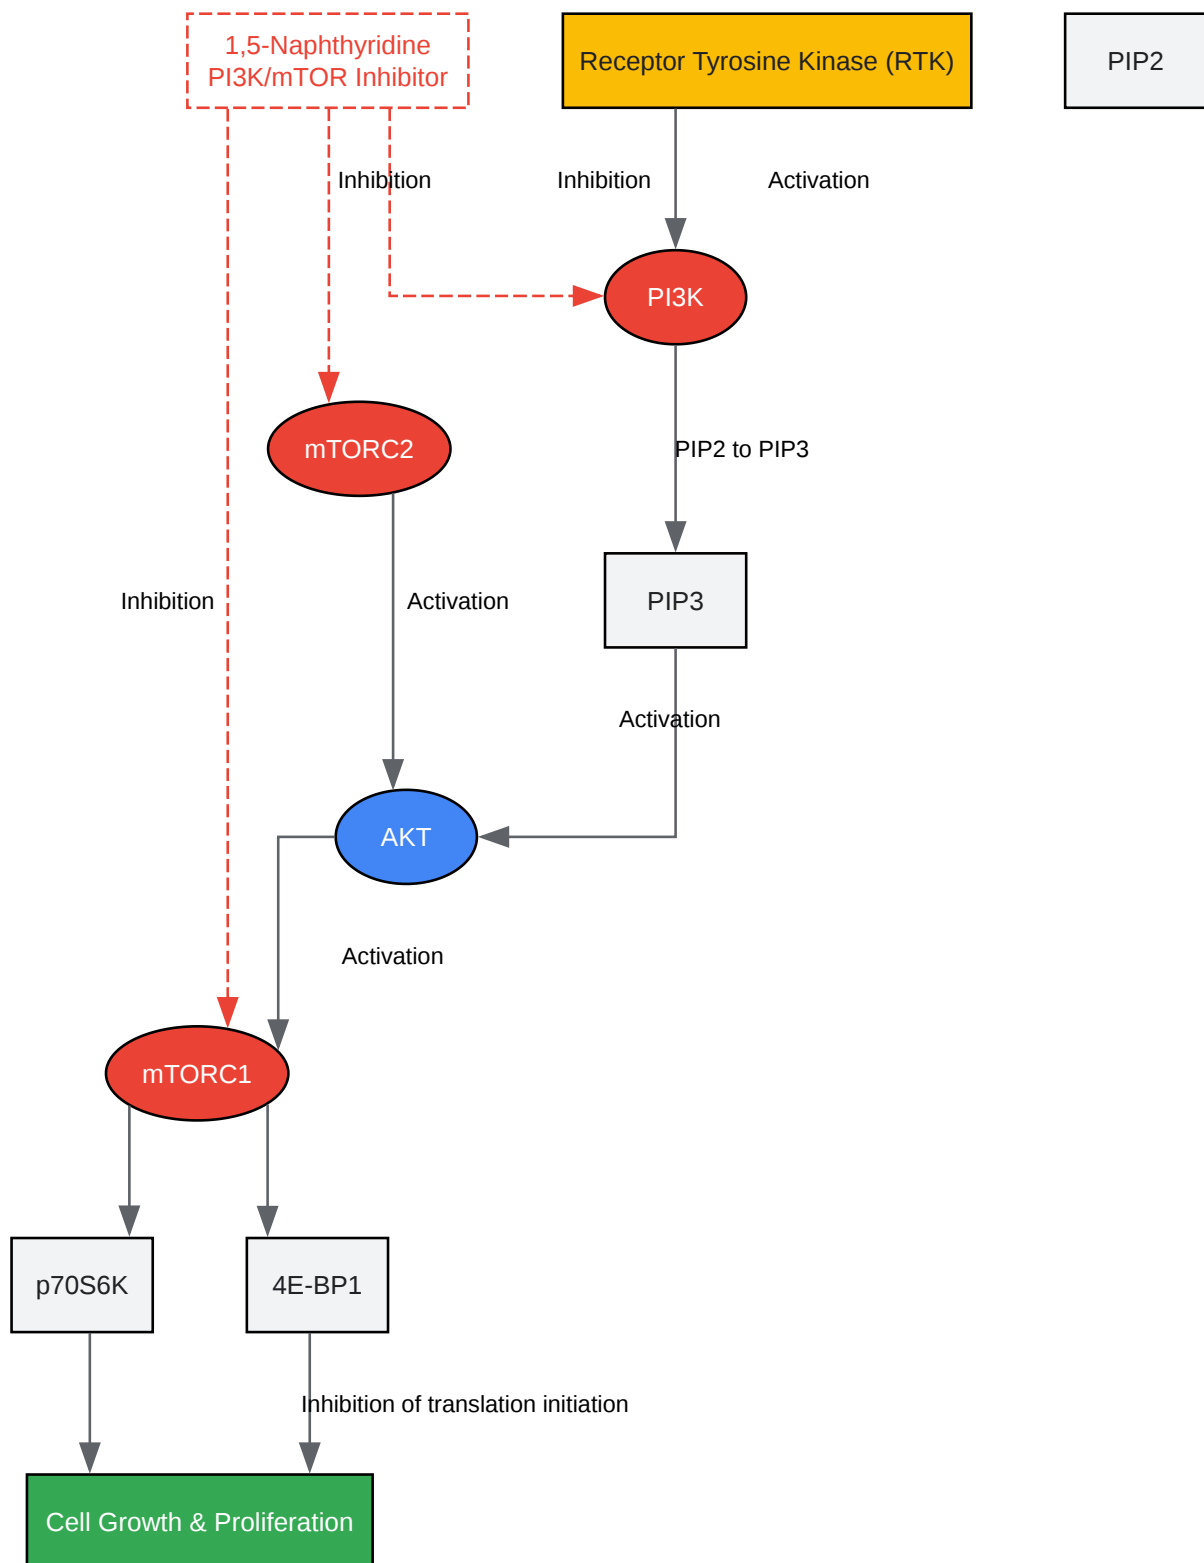 1,5-Naphthyridine
PI3K/mTOR Inhibitor
Receptor Tyrosine Kinase (RTK)
PIP2
Inhibition
Inhibition
Activation
PI3K
mTORC2
PIP2 to PIP3
Inhibition
Activation
PIP3
Activation
AKT
Activation
mTORC1
p70S6K
4E-BP1
Inhibition of translation initiation
Cell Growth & Proliferation